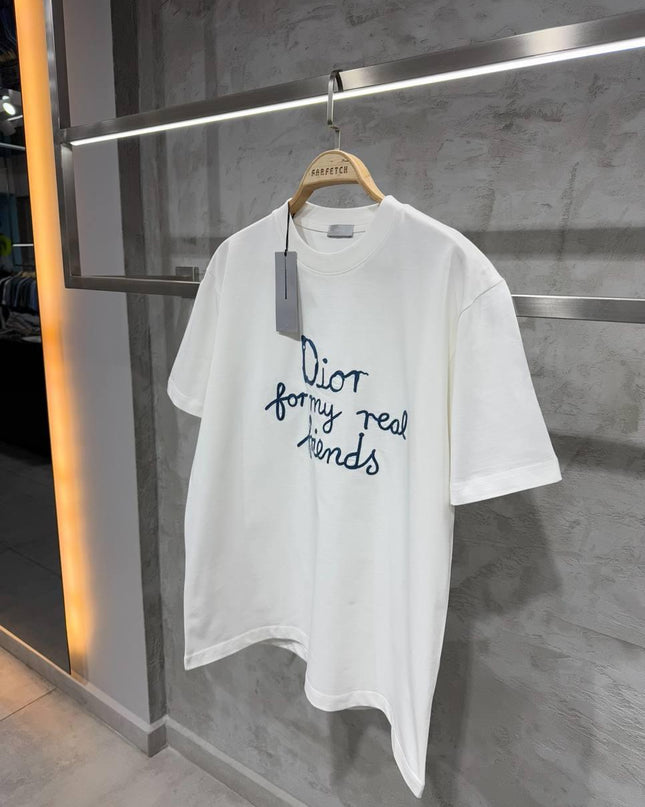 FARFETCH
Dior
for my real
friends